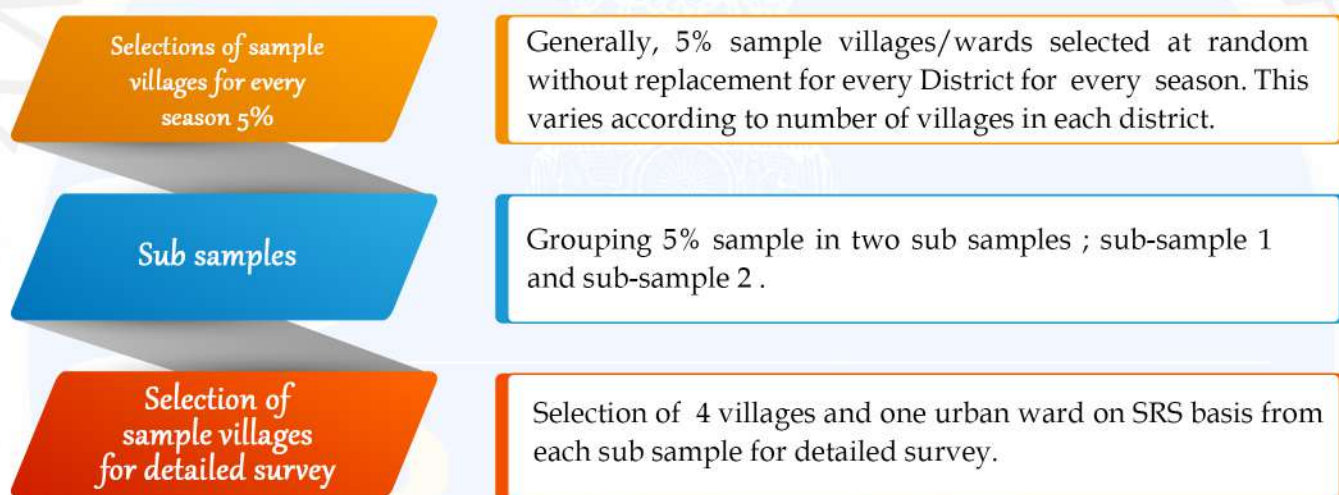 Selections of sample
villages for every
season 5%
Generally, 5% sample villages/wards selected at random
without replacement for every District for every season. This
varies according to number of villages in each district.
Sub samples
Grouping 5% sample in two sub samples ; sub-sample 1
and sub-sample 2 .
Selection of
sample villages
for detailed survey
Selection of 4 villages and one urban ward on SRS basis from
each sub sample for detailed survey.